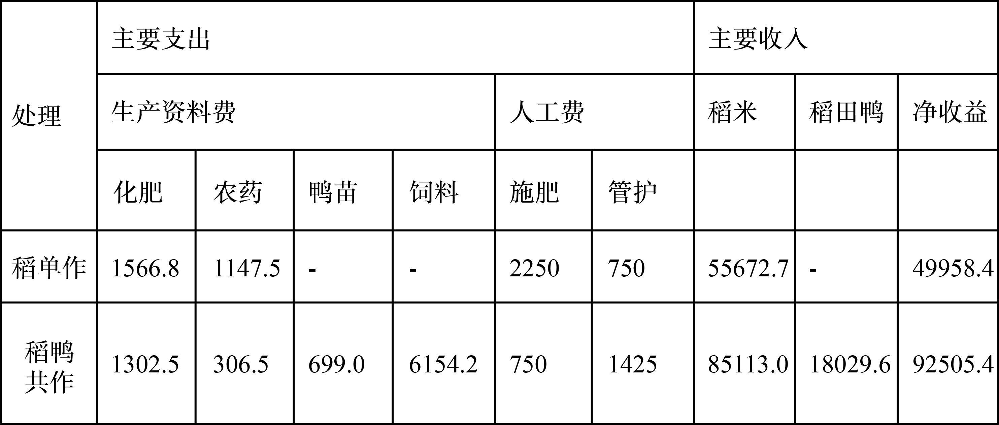 主要支出 主要收入
处理 生产资料费 人工费 稻米 稻田鸭 净收益
化肥 农药 鸭苗 饲料 施肥 管护
稻单作 1566.8 1147.5 - - 2250 750 55672.7 - 49958.4
稻鸭
共作 1302.5 306.5 699.0 6154.2 750 1425 85113.0 18029.6 92505.4